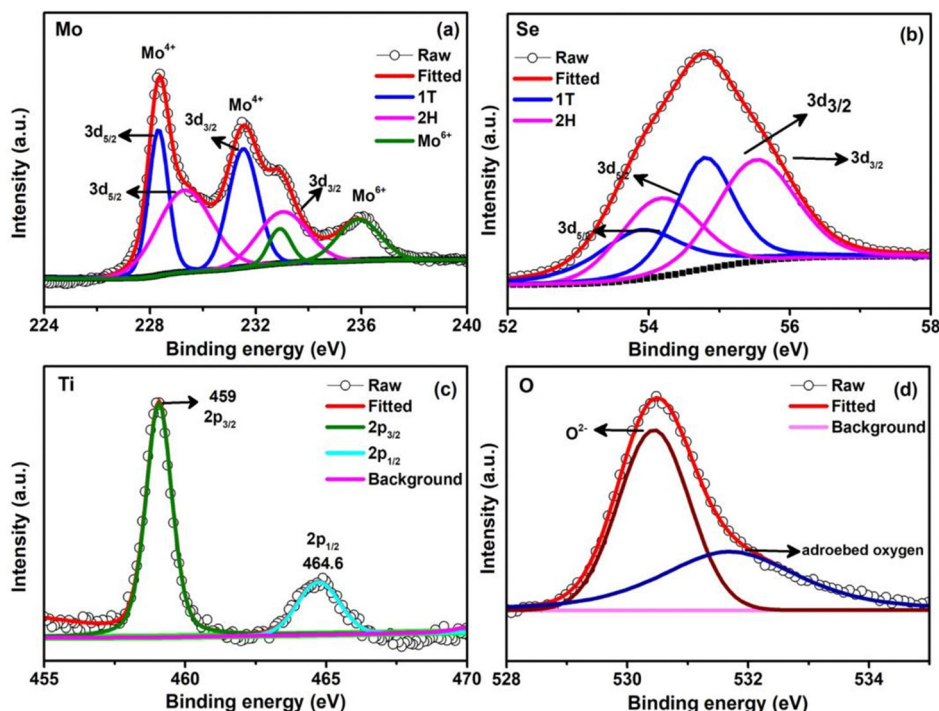 Mo
(a)
Mo4+
Raw
Fitted
1T
2H
Mo6+
3d5/2
3d3/2
Mo4+
3d5/2
3d3/2
Mo6+
Intensity (a.u.)
224 228 232 236 240
Binding energy (eV)
Se
(b)
Raw
Fitted
1T
2H
3d3/2
3d3/2
3d5/2
3d5/2
Intensity (a.u.)
52 54 56 58
Binding energy (eV)
Ti
(c)
459
2p3/2
Raw
Fitted
2p3/2
2p1/2
Background
2p1/2
464.6
Intensity (a.u.)
455 460 465 470
Binding energy (eV)
O
(d)
Raw
Fitted
Background
O2-
adroebed oxygen
Intensity (a.u.)
528 530 532 534
Binding energy (eV)